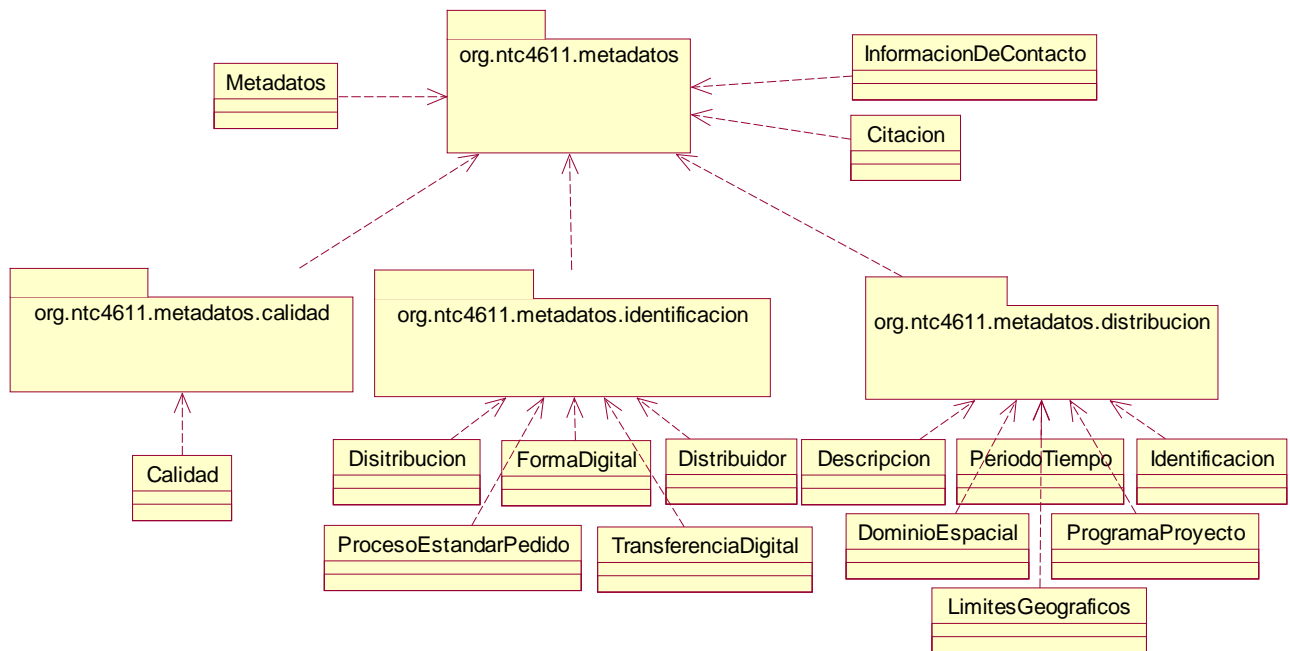 org.ntc4611.metadatos
InformacionDeContacto
Metadatos
Citacion
org.ntc4611.metadatos.calidad
org.ntc4611.metadatos.identificacion
org.ntc4611.metadatos.distribucion
Calidad
Disitribucion
FormaDigital
Distribuidor
Descripcion
PeriodoTiempo
Identificacion
ProcesoEstandarPedido
TransferenciaDigital
DominioEspacial
ProgramaProyecto
LimitesGeograficos